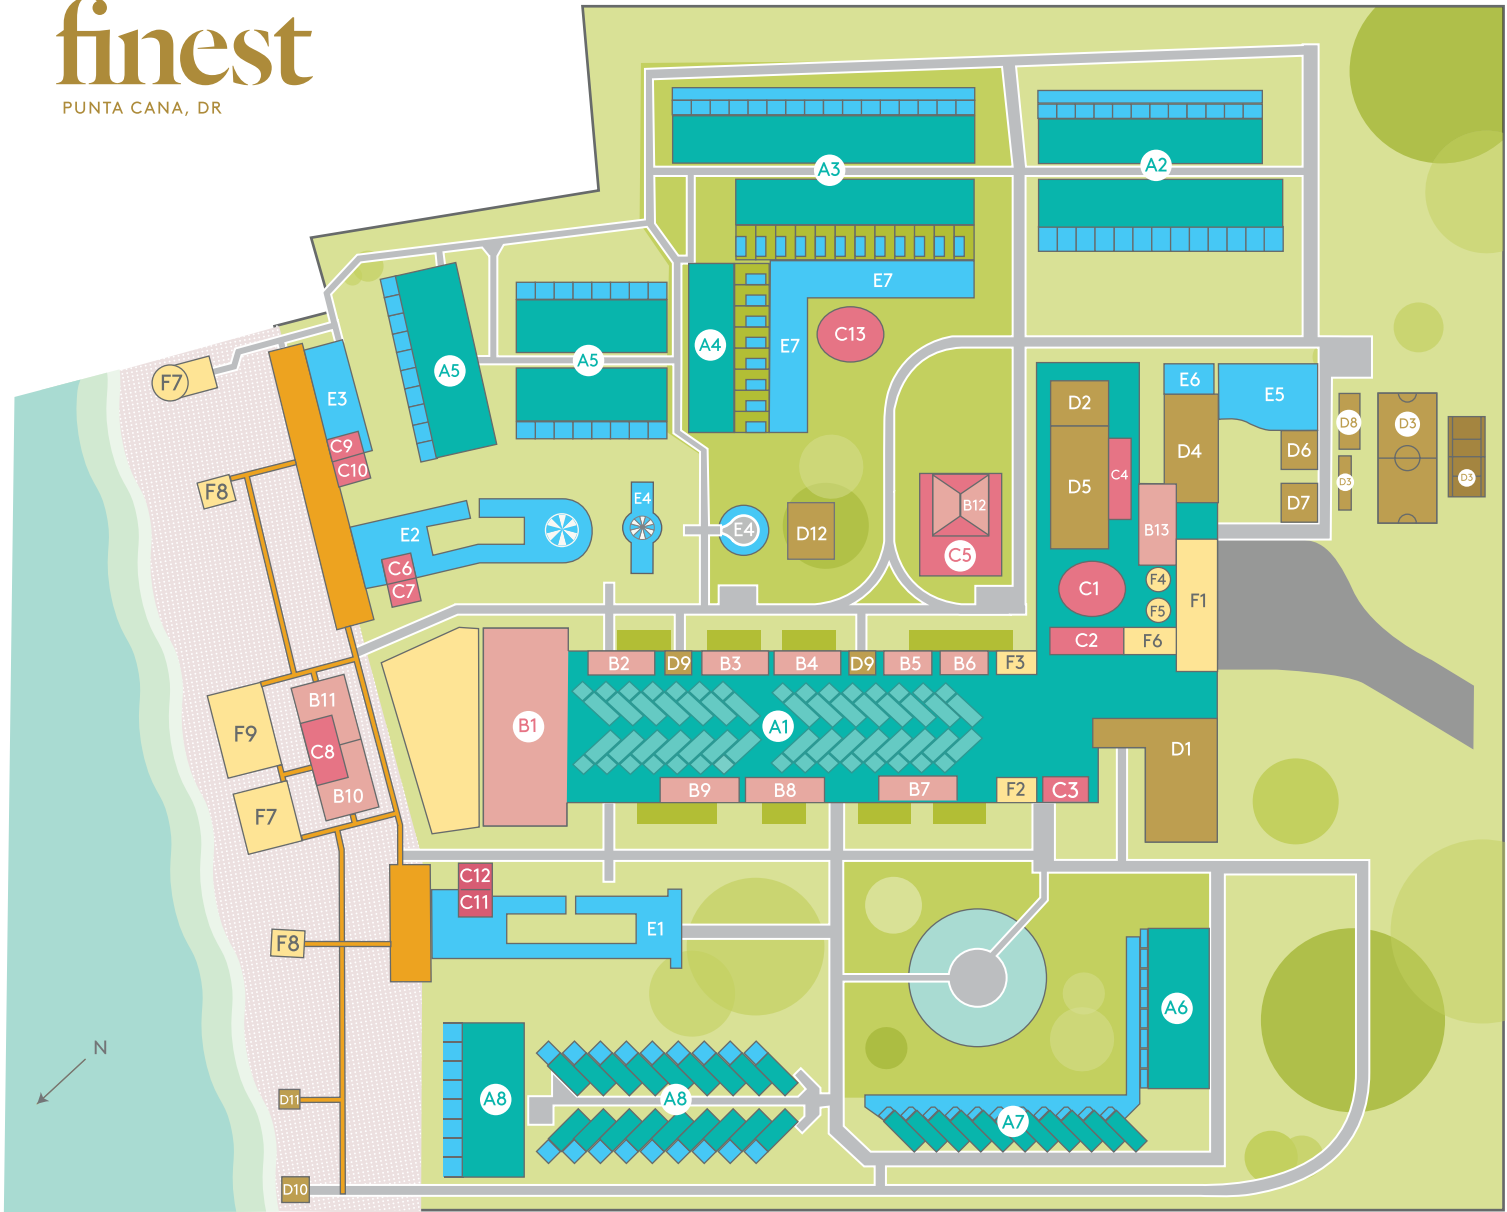 finest
PUNTA CANA, DR
A3
A2
E7
C13
A4
E7
A5
A5
F7
E3
C9
C10
F8
E2
C6
C7
E4
E4
D12
B12
C5
D2
D5
C4
E6
E5
D4
D6
D7
D8
D3
D3
D3
B13
C1
F4
F5
F1
C2
F6
B2
D9
B3
B4
D9
B5
B6
F3
B1
A1
D1
B9
B8
B7
F2
C3
F9
B11
C8
B10
F7
C12
C11
E1
F8
A6
N
A8
A8
A7
D11
D10